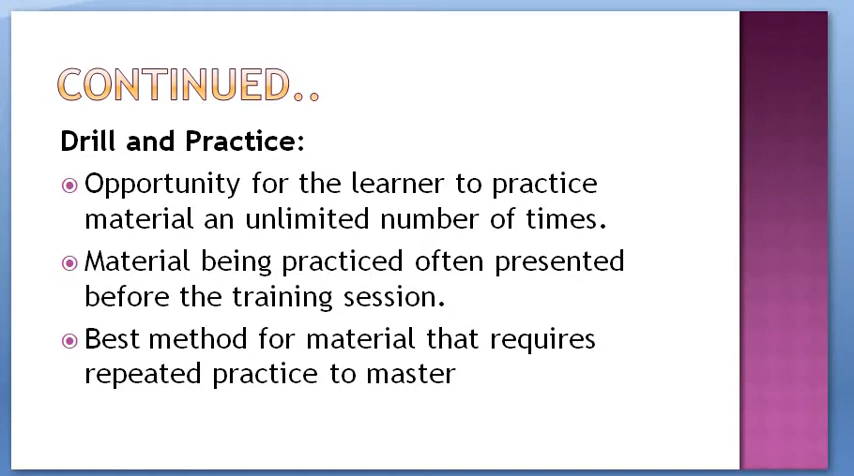 CONTINUED..
Drill and Practice:
Opportunity for the learner to practice
material an unlimited number of times.
Material being practiced often presented
before the training session.
Best method for material that requires
repeated practice to master